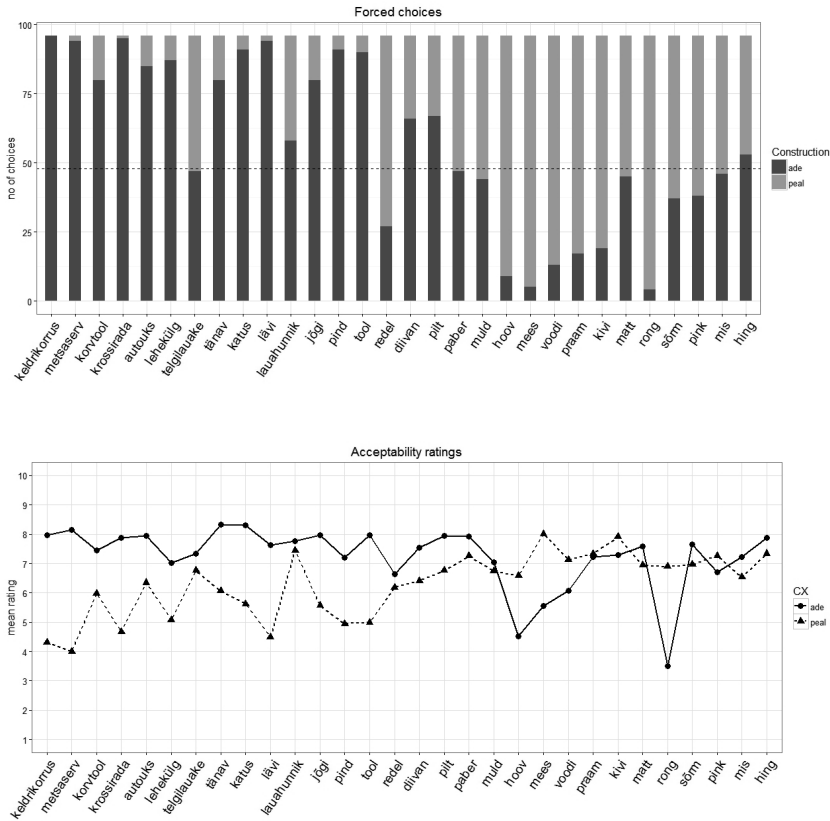 Forced choices
100
75
50
25
0
no of choices
Construction
ade
peal
keldrikorrus
metsaserv
korvtool
krossirada
autouks
lehekülg
telgilauake
tänav
katus
lävi
lauahunnik
jõgi
pind
tool
redel
diivan
pilt
paber
muld
hoov
mees
voodi
praam
kivi
matt
rong
sõrm
pink
mis
hing
Acceptability ratings
10
9
8
7
6
5
4
3
2
1
mean rating
CX
ade
peal
keldrikorrus
metsaserv
korvtool
krossirada
autouks
lehekülg
telgilauake
tänav
katus
lävi
lauahunnik
jõgi
pind
tool
redel
diivan
pilt
paber
muld
hoov
mees
voodi
praam
kivi
matt
rong
sõrm
pink
mis
hing